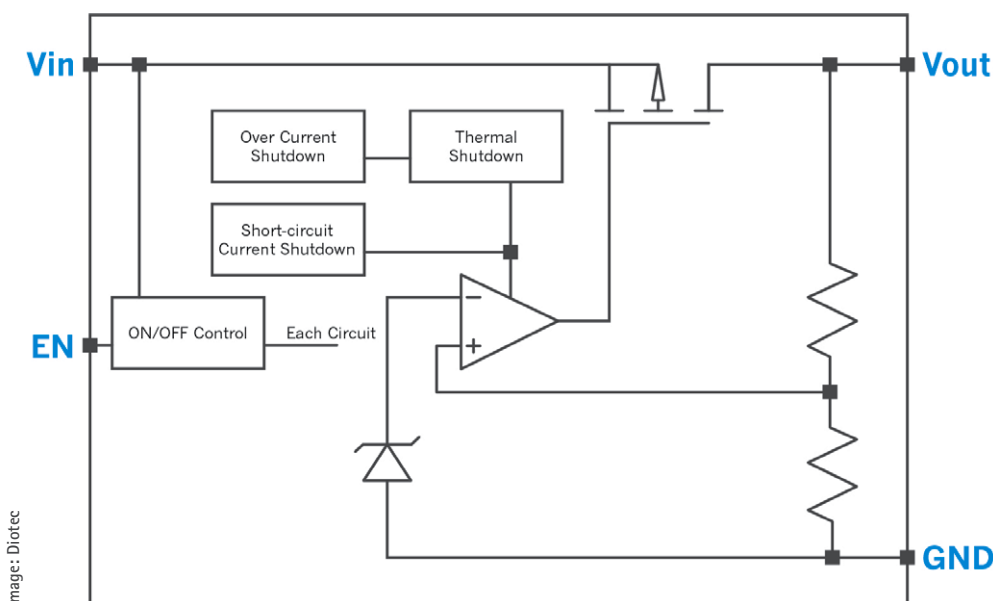 Vin
Vout
Over Current
Shutdown
Thermal
Shutdown
Short-circuit
Current Shutdown
−
+
ON/OFF Control
Each Circuit
EN
GND
mage: Diotec